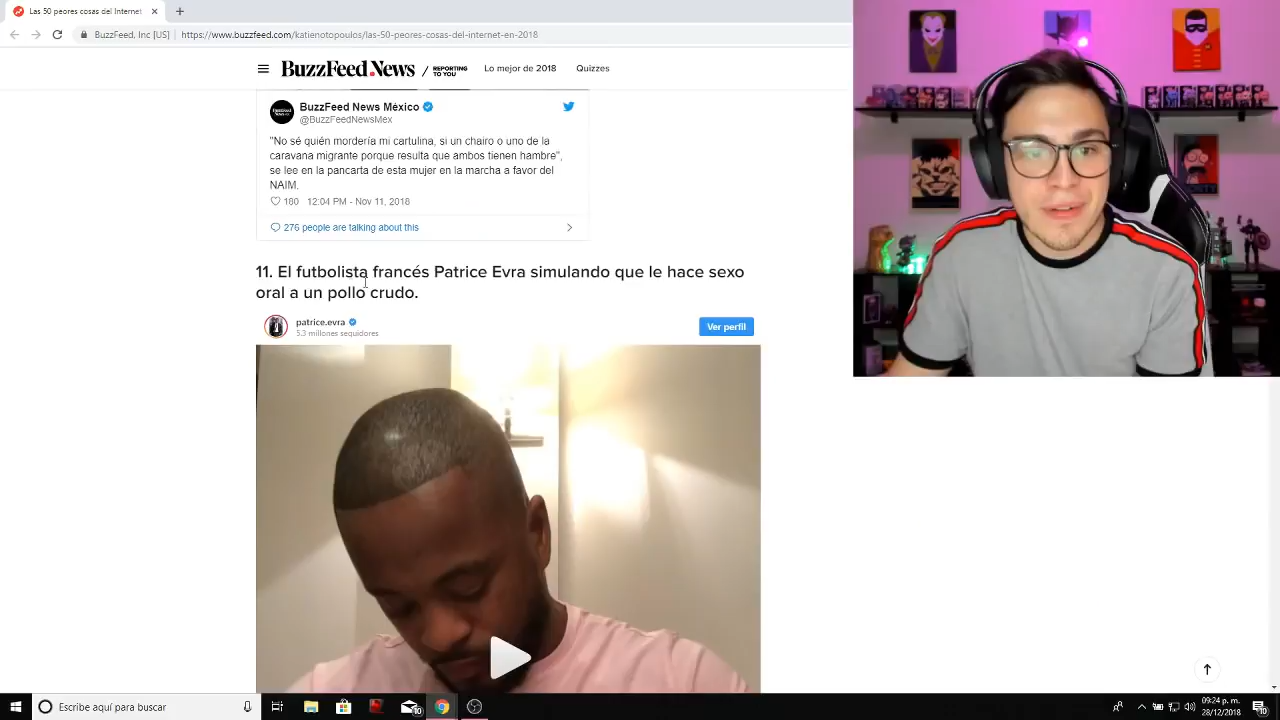 Las 50 peores cosas del Internet
BuzzFeed, Inc [US] | https://www.buzzfeed.com/katienotopoulos/las-50-peores-cosas-del-internet-en-2018
BuzzFeed.News / REPORTING TO YOU
Lo mejor de 2018 Quizzes
BuzzFeed News México
@BuzzFeedNewsMex
"No sé quién mordería mi cartulina, si un chairo o uno de la
caravana migrante porque resulta que ambos tienen hambre",
se lee en la pancarta de esta mujer en la marcha a favor del
NAIM.
180 12:04 PM - Nov 11, 2018
276 people are talking about this
11. El futbolista francés Patrice Evra simulando que le hace sexo
oral a un pollo crudo.
patrice.evra
5.3 millones seguidores
Ver perfil
Escribe aquí para buscar
10
09:24 p. m.
28/12/2018